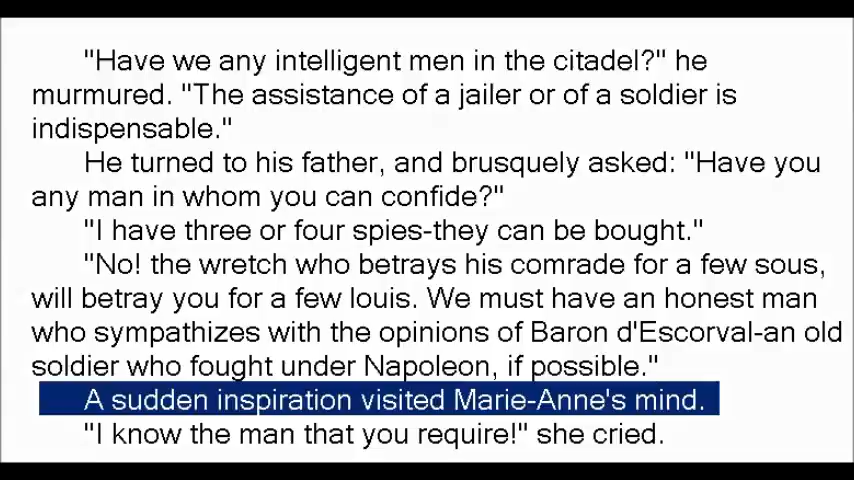 "Have we any intelligent men in the citadel?" he
murmured. "The assistance of a jailer or of a soldier is
indispensable."
He turned to his father, and brusquely asked: "Have you
any man in whom you can confide?"
"I have three or four spies-they can be bought."
"No! the wretch who betrays his comrade for a few sous,
will betray you for a few louis. We must have an honest man
who sympathizes with the opinions of Baron d'Escorval-an old
soldier who fought under Napoleon, if possible."
A sudden inspiration visited Marie-Anne's mind.
"I know the man that you require!" she cried.